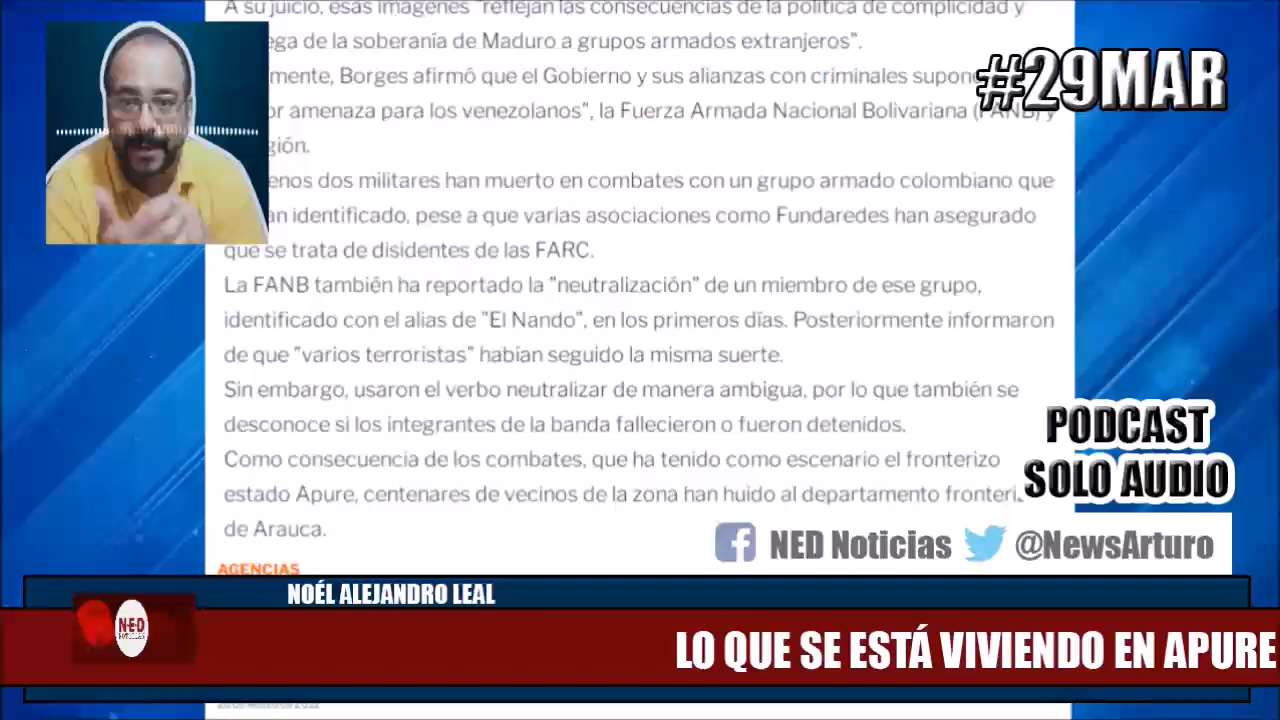 A su juicio, esas imágenes "reflejan las consecuencias de la política de complicidad y
ega de la soberanía de Maduro a grupos armados extranjeros".
mente, Borges afirmó que el Gobierno y sus alianzas con criminales supon
or amenaza para los venezolanos", la Fuerza Armada Nacional Bolivariana (FANB) y
gión.
enos dos militares han muerto en combates con un grupo armado colombiano que
an identificado, pese a que varias asociaciones como Fundaredes han asegurado
que se trata de disidentes de las FARC.
La FANB también ha reportado la "neutralización" de un miembro de ese grupo,
identificado con el alias de "El Nando", en los primeros días. Posteriormente informaron
de que "varios terroristas" habían seguido la misma suerte.
Sin embargo, usaron el verbo neutralizar de manera ambigua, por lo que también se
desconoce si los integrantes de la banda fallecieron o fueron detenidos.
Como consecuencia de los combates, que ha tenido como escenario el fronterizo
estado Apure, centenares de vecinos de la zona han huido al departamento fronteri
de Arauca.
AGENCIAS
#29MAR
PODCAST
SOLO AUDIO
NED Noticias @NewsArturo
NOÉL ALEJANDRO LEAL
N·E·D
LO QUE SE ESTÁ VIVIENDO EN APURE